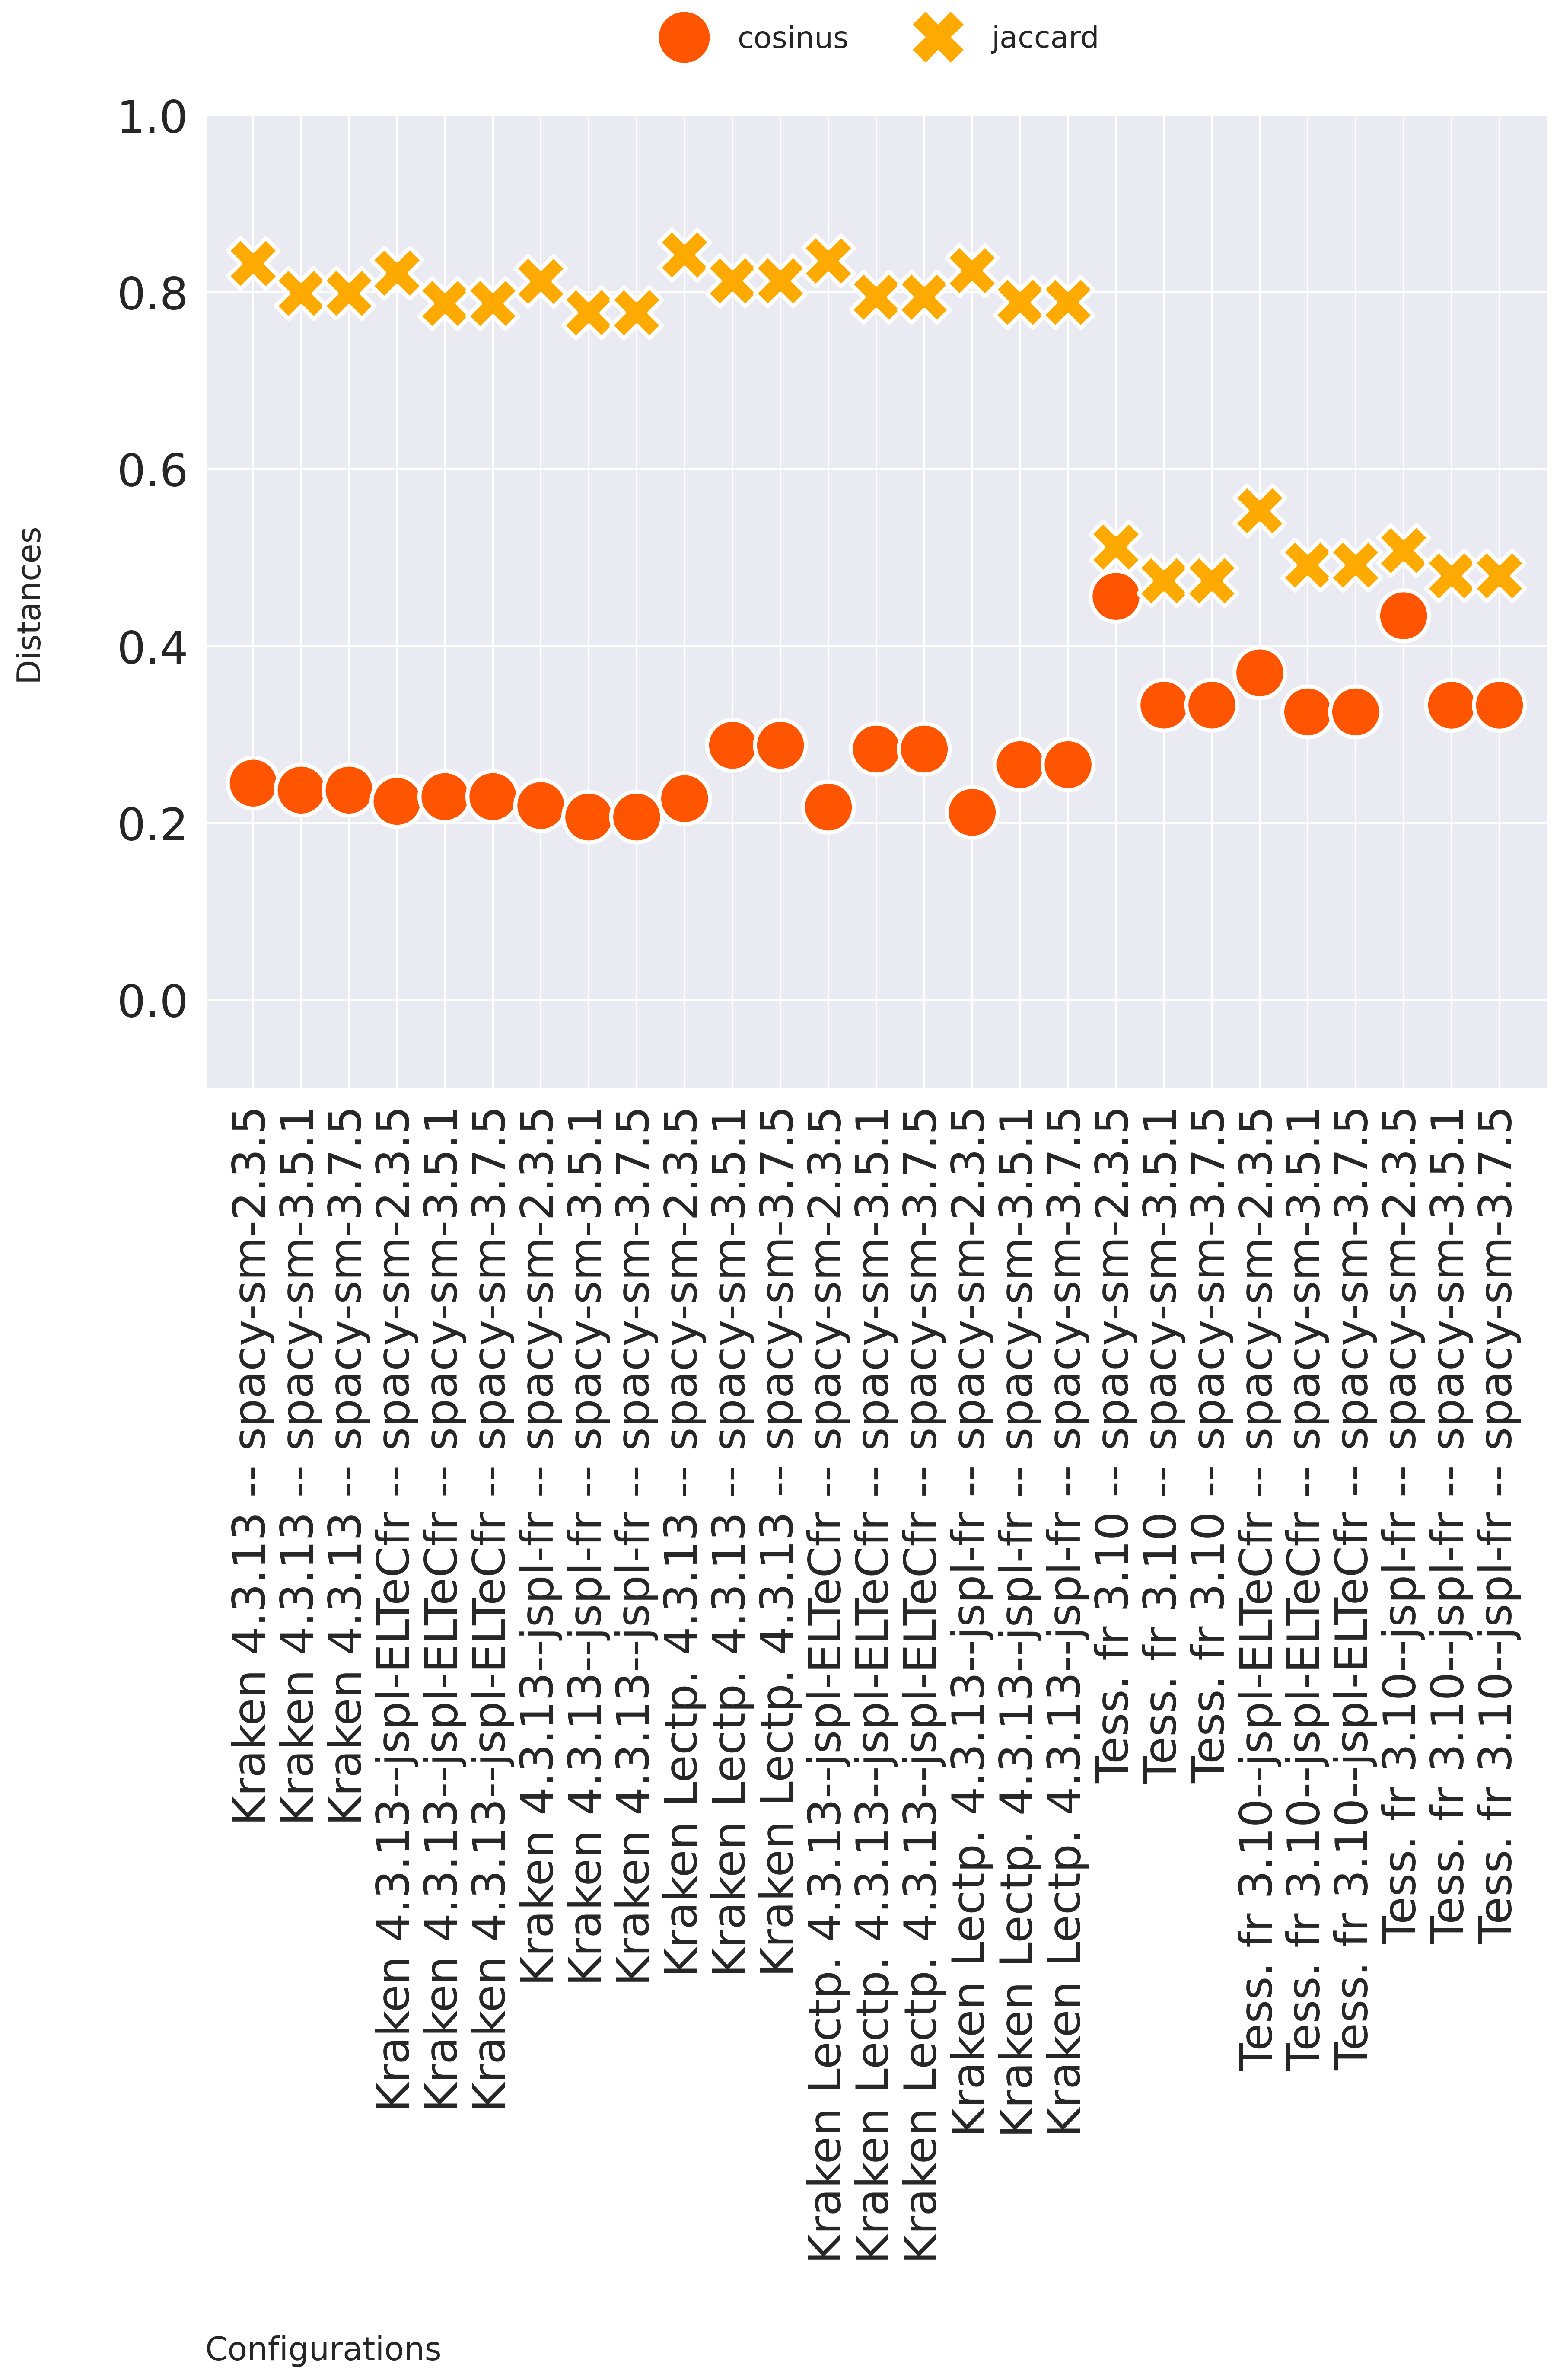 cosinus jaccard
1.0
0.8
0.6
0.4
0.2
0.0
Distances
Kraken 4.3.13 -- spacy-sm-2.3.5
Kraken 4.3.13 -- spacy-sm-3.5.1
Kraken 4.3.13 -- spacy-sm-3.7.5
Kraken 4.3.13--jspl-ELTeCfr -- spacy-sm-2.3.5
Kraken 4.3.13--jspl-ELTeCfr -- spacy-sm-3.5.1
Kraken 4.3.13--jspl-ELTeCfr -- spacy-sm-3.7.5
Kraken 4.3.13--jspl-fr -- spacy-sm-2.3.5
Kraken 4.3.13--jspl-fr -- spacy-sm-3.5.1
Kraken 4.3.13--jspl-fr -- spacy-sm-3.7.5
Kraken Lectp. 4.3.13 -- spacy-sm-2.3.5
Kraken Lectp. 4.3.13 -- spacy-sm-3.5.1
Kraken Lectp. 4.3.13 -- spacy-sm-3.7.5
Kraken Lectp. 4.3.13--jspl-ELTeCfr -- spacy-sm-2.3.5
Kraken Lectp. 4.3.13--jspl-ELTeCfr -- spacy-sm-3.5.1
Kraken Lectp. 4.3.13--jspl-ELTeCfr -- spacy-sm-3.7.5
Kraken Lectp. 4.3.13--jspl-fr -- spacy-sm-2.3.5
Kraken Lectp. 4.3.13--jspl-fr -- spacy-sm-3.5.1
Kraken Lectp. 4.3.13--jspl-fr -- spacy-sm-3.7.5
Tess. fr 3.10 -- spacy-sm-2.3.5
Tess. fr 3.10 -- spacy-sm-3.5.1
Tess. fr 3.10 -- spacy-sm-3.7.5
Tess. fr 3.10--jspl-ELTeCfr -- spacy-sm-2.3.5
Tess. fr 3.10--jspl-ELTeCfr -- spacy-sm-3.5.1
Tess. fr 3.10--jspl-ELTeCfr -- spacy-sm-3.7.5
Tess. fr 3.10--jspl-fr -- spacy-sm-2.3.5
Tess. fr 3.10--jspl-fr -- spacy-sm-3.5.1
Tess. fr 3.10--jspl-fr -- spacy-sm-3.7.5
Configurations